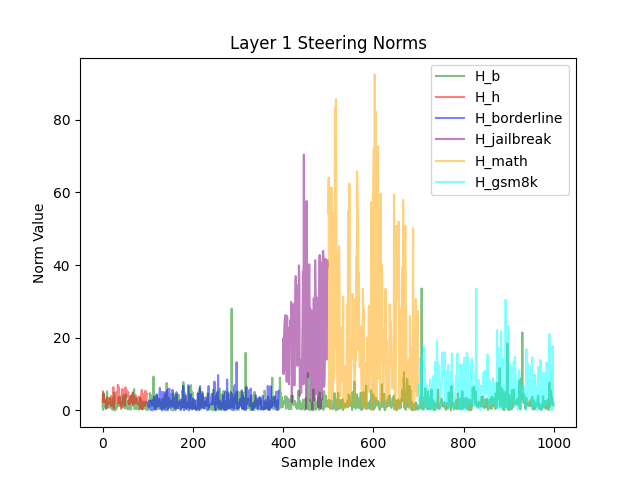 Layer 1 Steering Norms
H_b
H_h
H_borderline
H_jailbreak
H_math
H_gsm8k
Norm Value
80
60
40
20
0
0
200
400
600
800
1000
Sample Index